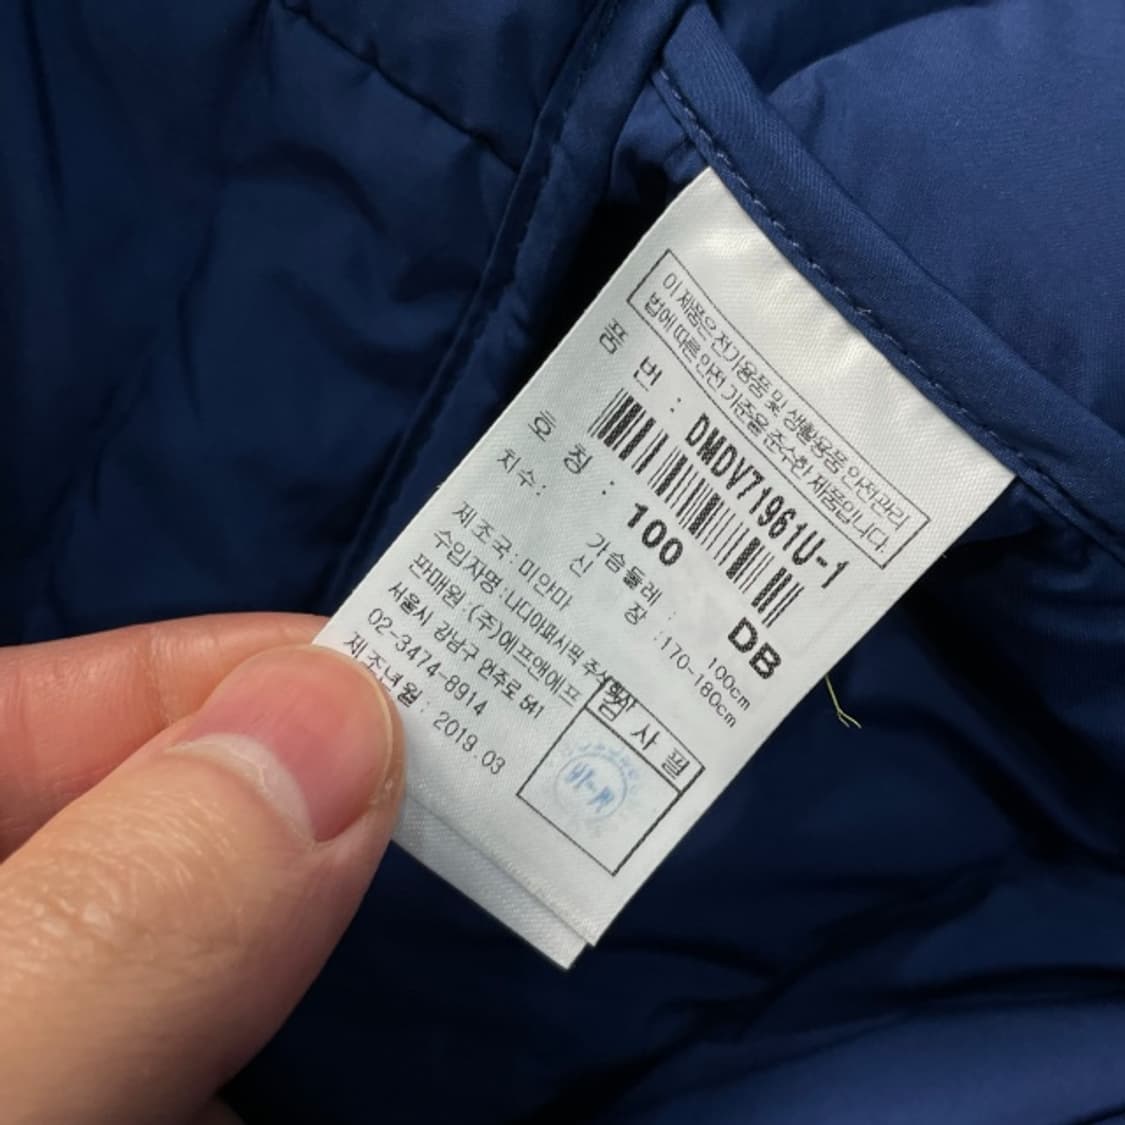 이 제품은 전기용품 및 생활용품 안전관리
법에 따른 안전 기준을 준수한 제품입니다.
품 번 : DMDV71961U-1
호 칭 : 100 DB
치수: 가슴둘레 : 100cm
신 장 : 170~180cm
제조국 : 미얀마
수입자명 : 니디아퍼시픽 주식회사
판매원 : (주)에프앤에프
서울시 강남구 언주로 541
02-3474-8914
제조년월 : 2019.03
검 사 필